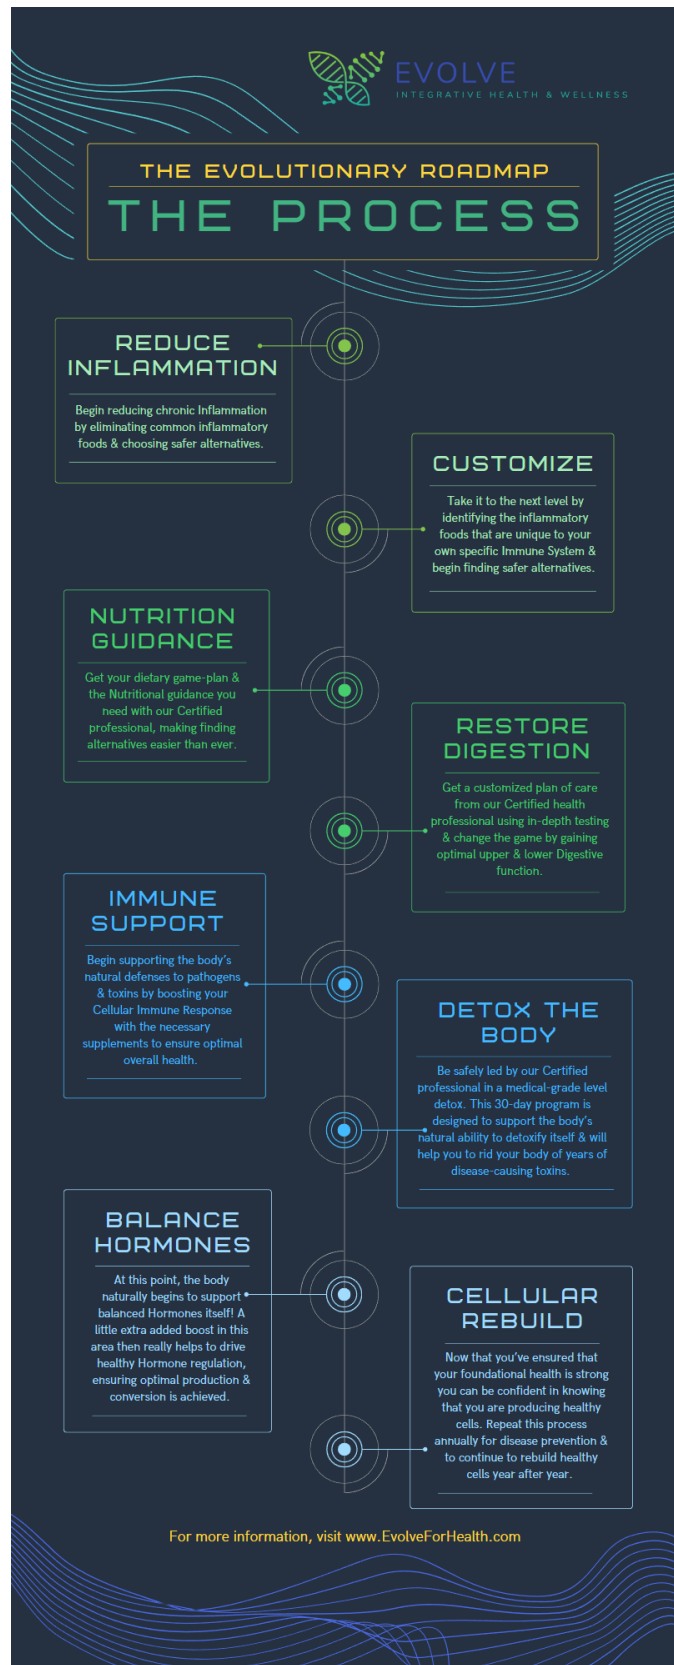 EVOLVE
INTEGRATIVE HEALTH & WELLNESS
THE EVOLUTIONARY ROADMAP
THE PROCESS
REDUCE
INFLAMMATION
Begin reducing chronic Inflammation
by eliminating common inflammatory
foods & choosing safer alternatives.
CUSTOMIZE
Take it to the next level by
identifying the inflammatory
foods that are unique to your
own specific Immune System &
begin finding safer alternatives.
NUTRITION
GUIDANCE
Get your dietary game-plan &
the Nutritional guidance you
need with our Certified
professional, making finding
alternatives easier than ever.
RESTORE
DIGESTION
Get a customized plan of care
from our Certified health
professional using in-depth testing
& change the game by gaining
optimal upper & lower Digestive
function.
IMMUNE
SUPPORT
Begin supporting the body's
natural defenses to pathogens
& toxins by boosting your
Cellular Immune Response
with the necessary
supplements to ensure optimal
overall health.
DETOX THE
BODY
Be safely led by our Certified
professional in a medical-grade level
detox. This 30-day program is
designed to support the body's
natural ability to detoxify itself & will
help you to rid your body of years of
disease-causing toxins.
BALANCE
HORMONES
At this point, the body
naturally begins to support
balanced Hormones itself! A
little extra added boost in this
area then really helps to drive
healthy Hormone regulation,
ensuring optimal production &
conversion is achieved.
CELLULAR
REBUILD
Now that you've ensured that
your foundational health is strong
you can be confident in knowing
that you are producing healthy
cells. Repeat this process
annually for disease prevention &
to continue to rebuild healthy
cells year after year.
For more information, visit www.EvolveForHealth.com